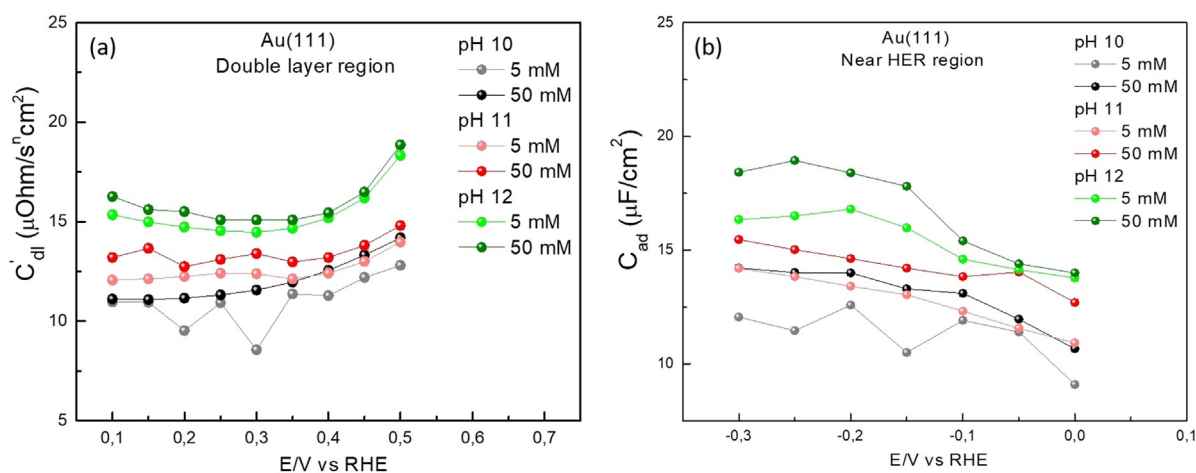 (a)
Au(111)
Double layer region
pH 10
5 mM
50 mM
pH 11
5 mM
50 mM
pH 12
5 mM
50 mM
C'dl (μOhm/sⁿcm2)
25
20
15
10
5
0,1 0,2 0,3 0,4 0,5 0,6 0,7
E/V vs RHE
(b)
Au(111)
Near HER region
pH 10
5 mM
50 mM
pH 11
5 mM
50 mM
pH 12
5 mM
50 mM
Cad (μF/cm²)
25
20
15
10
-0,3 -0,2 -0,1 0,0 0,1
E/V vs RHE